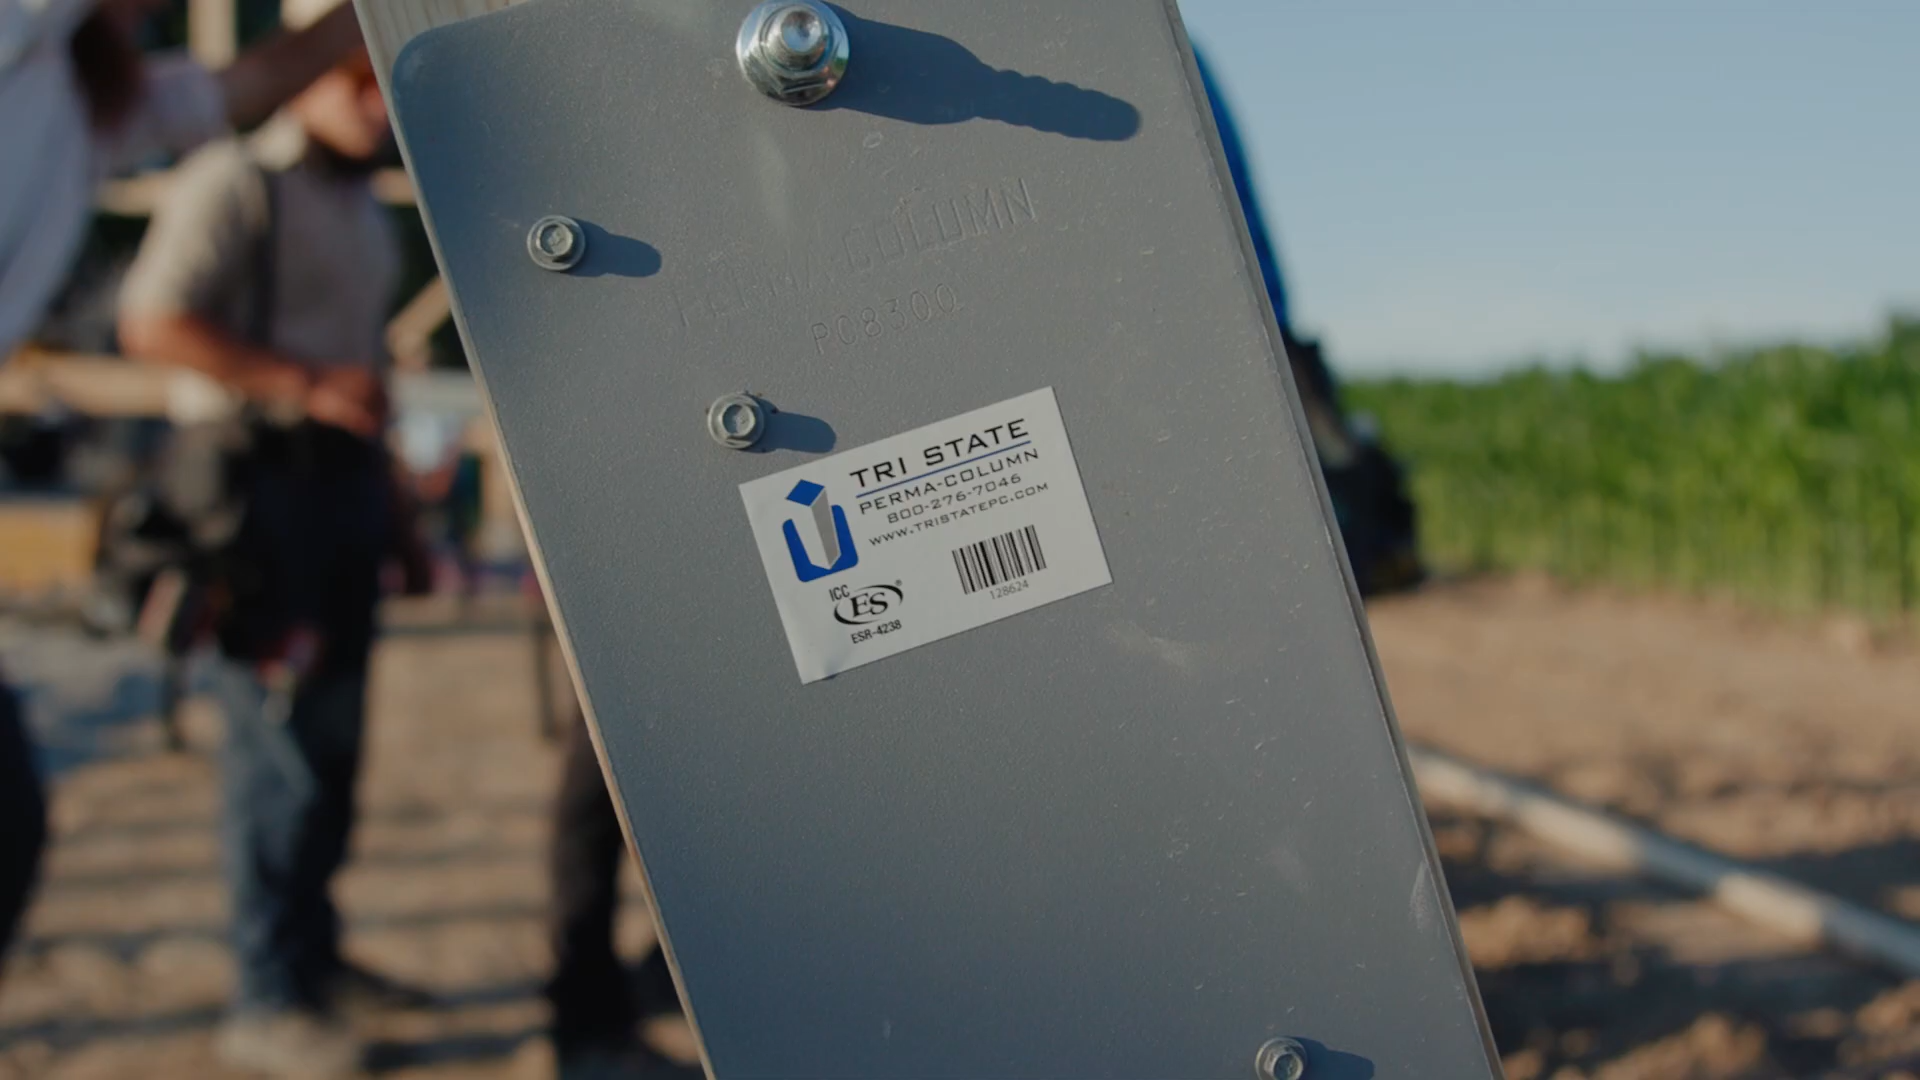 PERMA-COLUMN
PC8300
TRI STATE
PERMA-COLUMN
800-276-7046
WWW.TRISTATEPC.COM
ICC
ES®
ESR-4238
128624